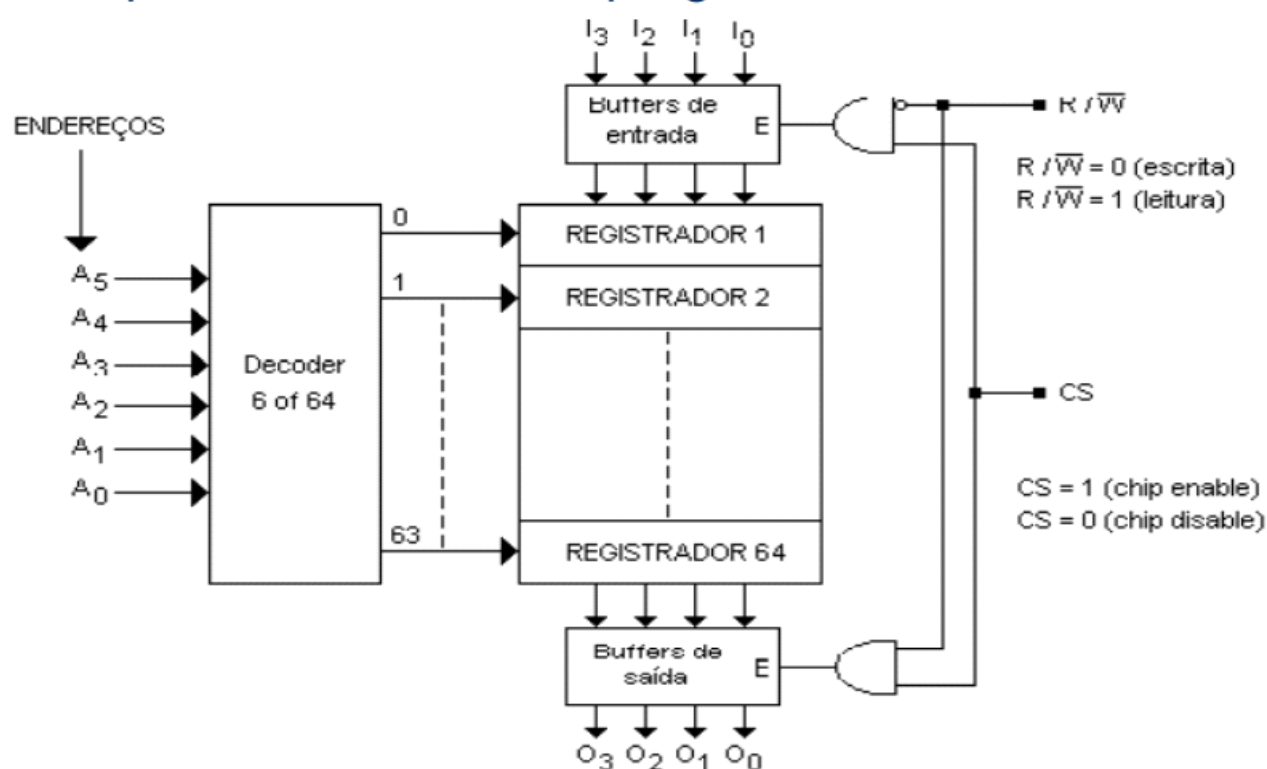 I3 I2 I1 I0
Buffers de
entrada
E
R / W̅
ENDEREÇOS
R / W̅ = 0 (escrita)
R / W̅ = 1 (leitura)
0
REGISTRADOR 1
A5
1
REGISTRADOR 2
A4
A3
Decoder
6 of 64
A2
CS
A1
A0
CS = 1 (chip enable)
CS = 0 (chip disable)
63
REGISTRADOR 64
Buffers de
saída
E
O3 O2 O1 O0